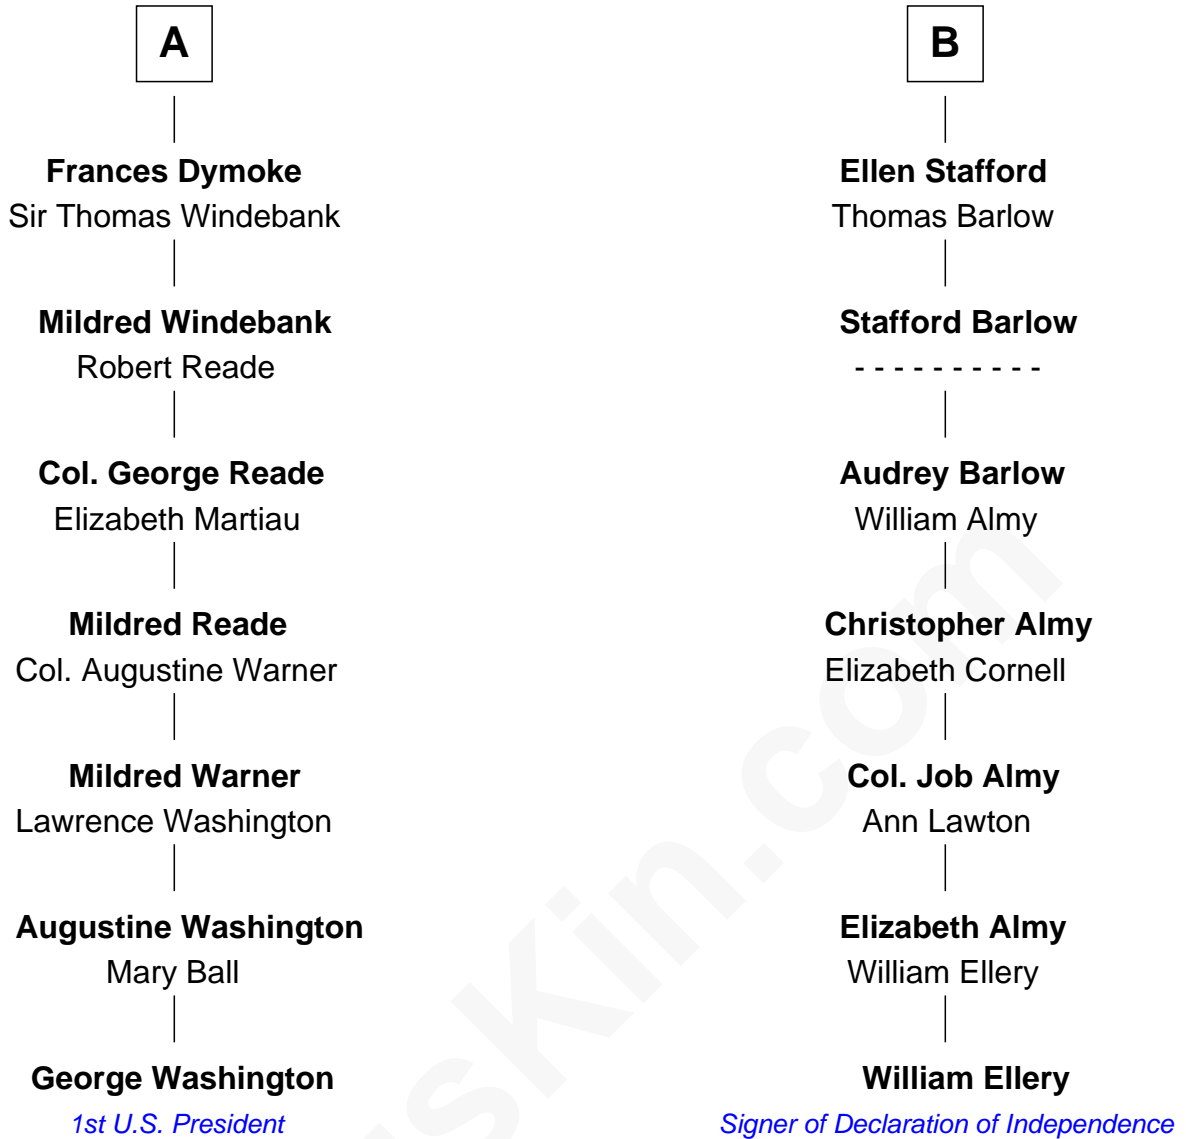 A
Frances Dymoke
Sir Thomas Windebank
Mildred Windebank
Robert Reade
Col. George Reade
Elizabeth Martiau
Mildred Reade
Col. Augustine Warner
Mildred Warner
Lawrence Washington
Augustine Washington
Mary Ball
George Washington
1st U.S. President
B
Ellen Stafford
Thomas Barlow
Stafford Barlow
- - - - - - - - - -
Audrey Barlow
William Almy
Christopher Almy
Elizabeth Cornell
Col. Job Almy
Ann Lawton
Elizabeth Almy
William Ellery
William Ellery
Signer of Declaration of Independence
sKin.com